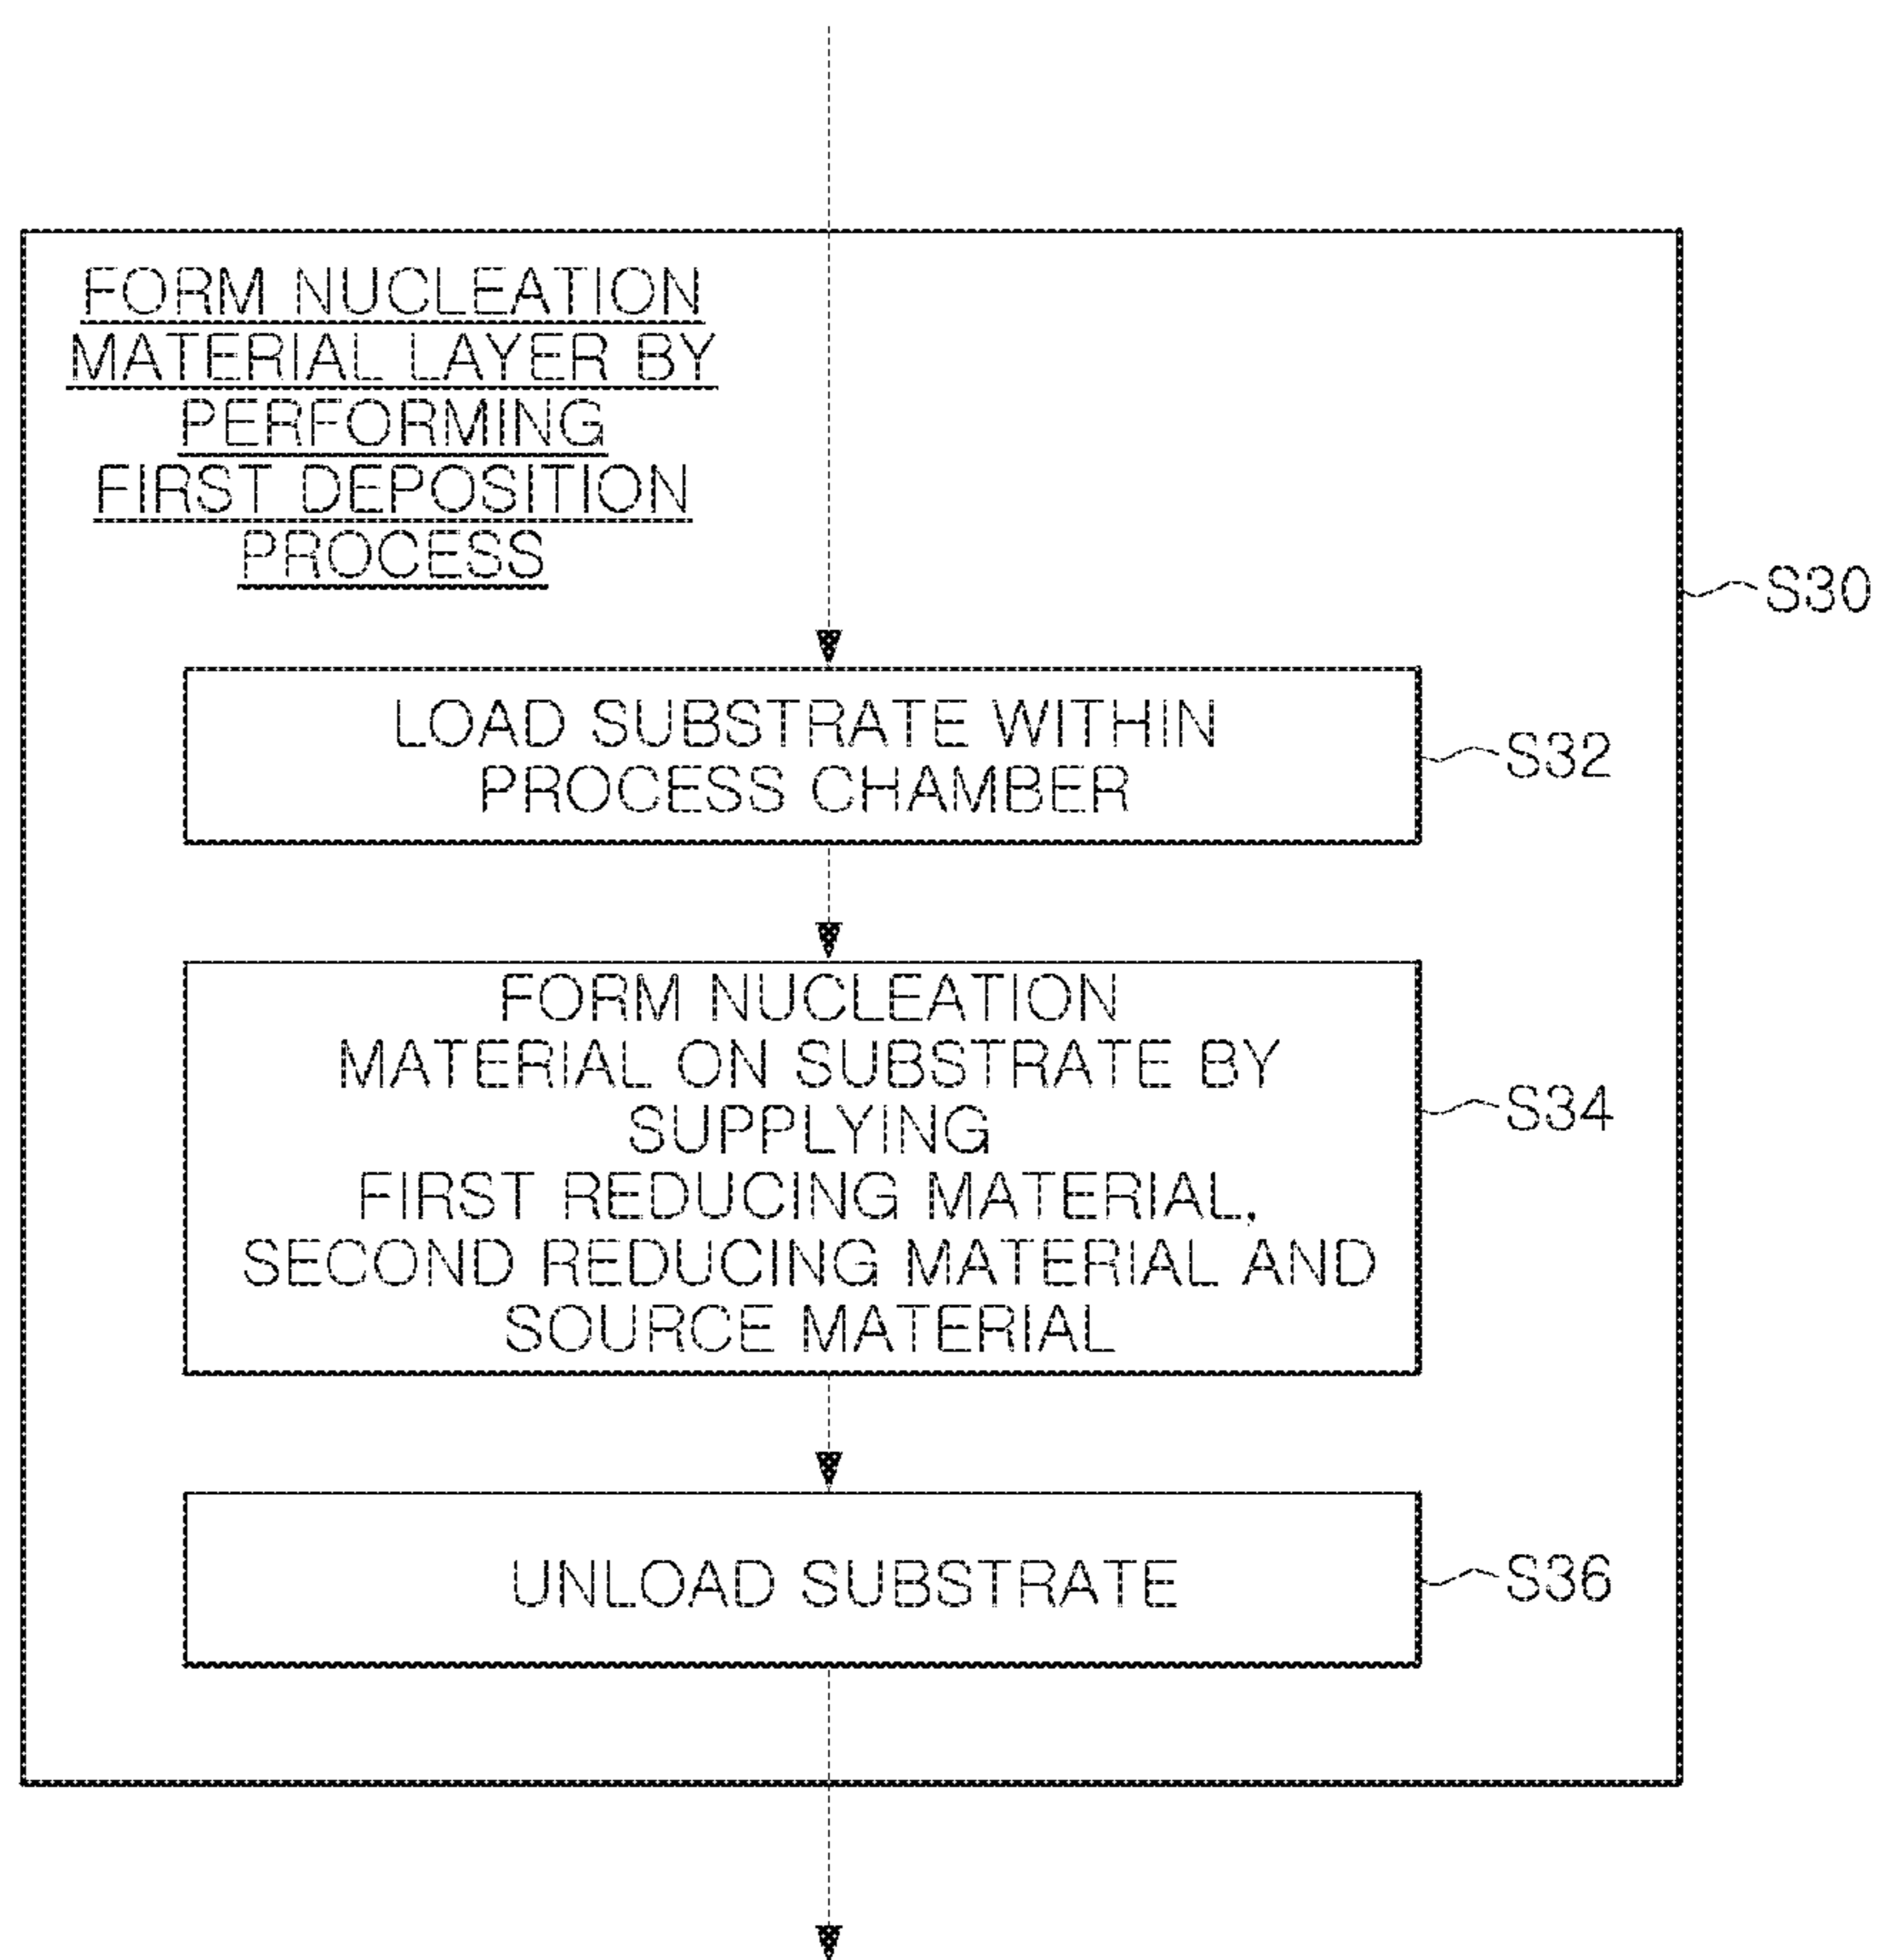 FORM NUCLEATION
MATERIAL LAYER BY
PERFORMING
FIRST DEPOSITION
PROCESS
S30
LOAD SUBSTRATE WITHIN
PROCESS CHAMBER
S32
FORM NUCLEATION
MATERIAL ON SUBSTRATE BY
SUPPLYING
FIRST REDUCING MATERIAL,
SECOND REDUCING MATERIAL AND
SOURCE MATERIAL
S34
UNLOAD SUBSTRATE
S36